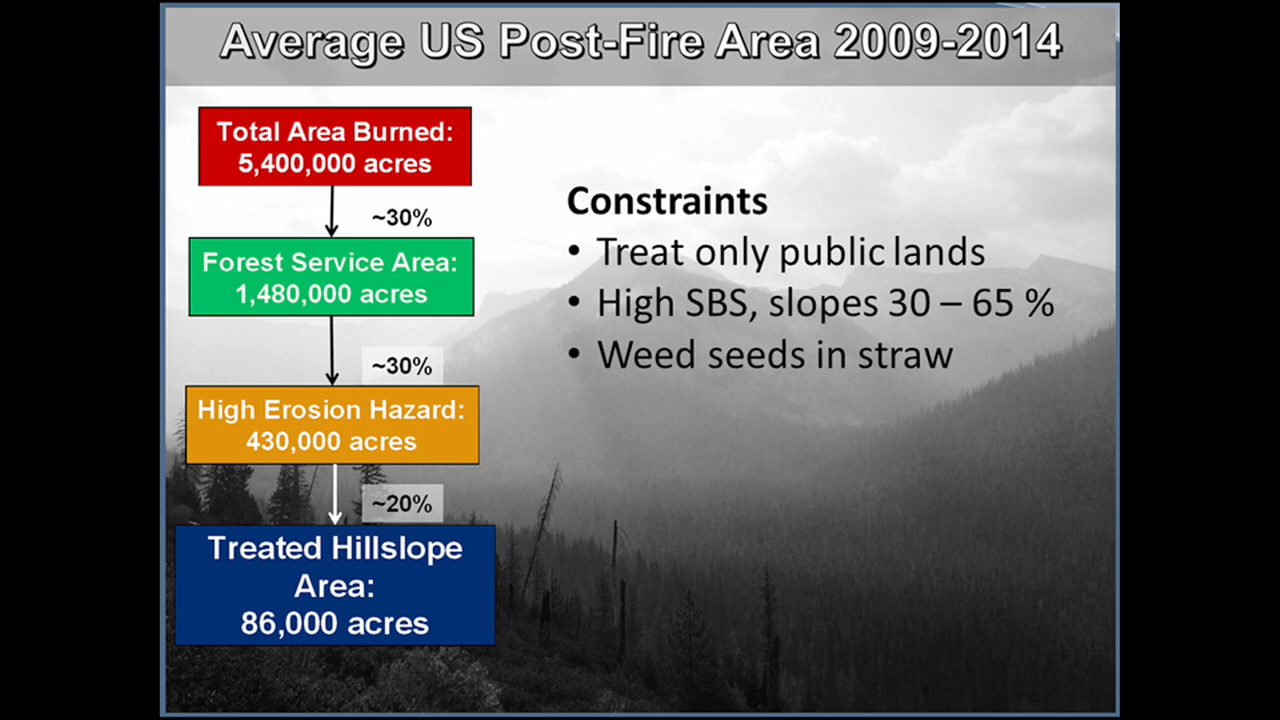 Average US Post-Fire Area 2009-2014
Total Area Burned:
5,400,000 acres
~30%
Forest Service Area:
1,480,000 acres
~30%
High Erosion Hazard:
430,000 acres
~20%
Treated Hillslope
Area:
86,000 acres
Constraints
• Treat only public lands
• High SBS, slopes 30 – 65 %
• Weed seeds in straw